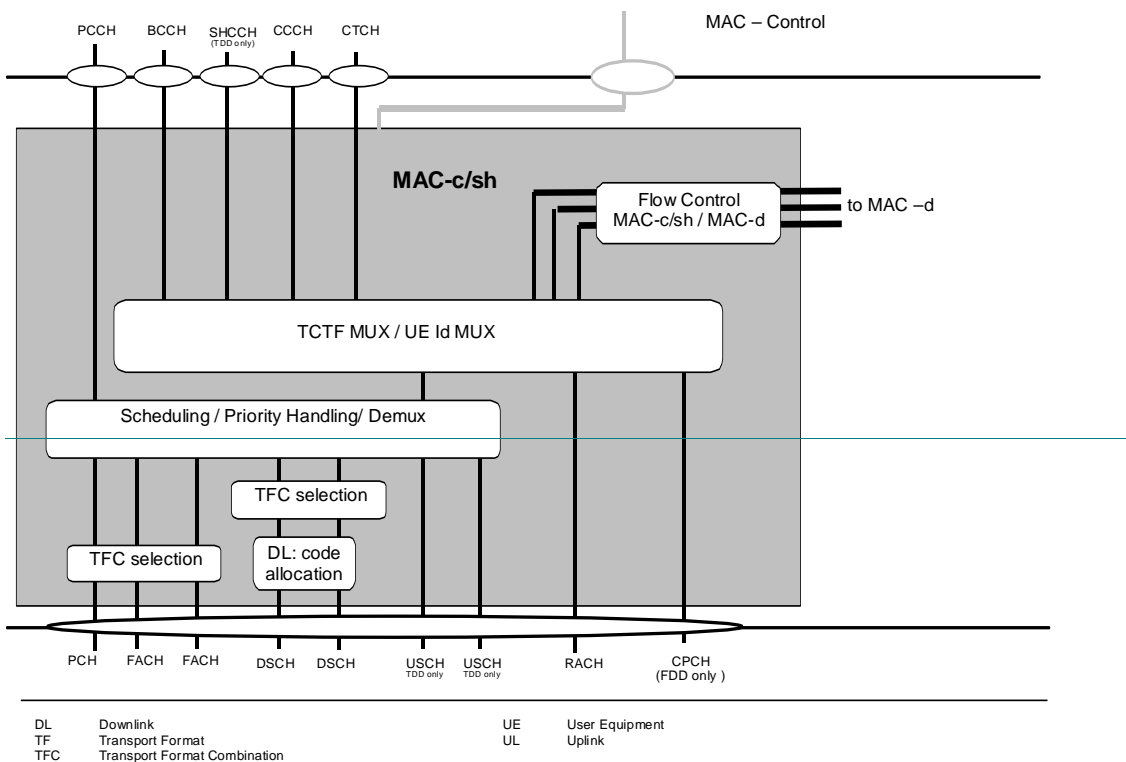 MAC – Control
PCCH BCCH SHCCH CCCH CTCH
(TDD only)
MAC-c/sh
Flow Control
MAC-c/sh / MAC-d
to MAC –d
TCTF MUX / UE Id MUX
Scheduling / Priority Handling/ Demux
TFC selection
TFC selection
DL: code
allocation
PCH FACH FACH DSCH DSCH USCH USCH RACH CPCH
TDD only TDD only (FDD only )
DL Downlink UE User Equipment
TF Transport Format UL Uplink
TFC Transport Format Combination